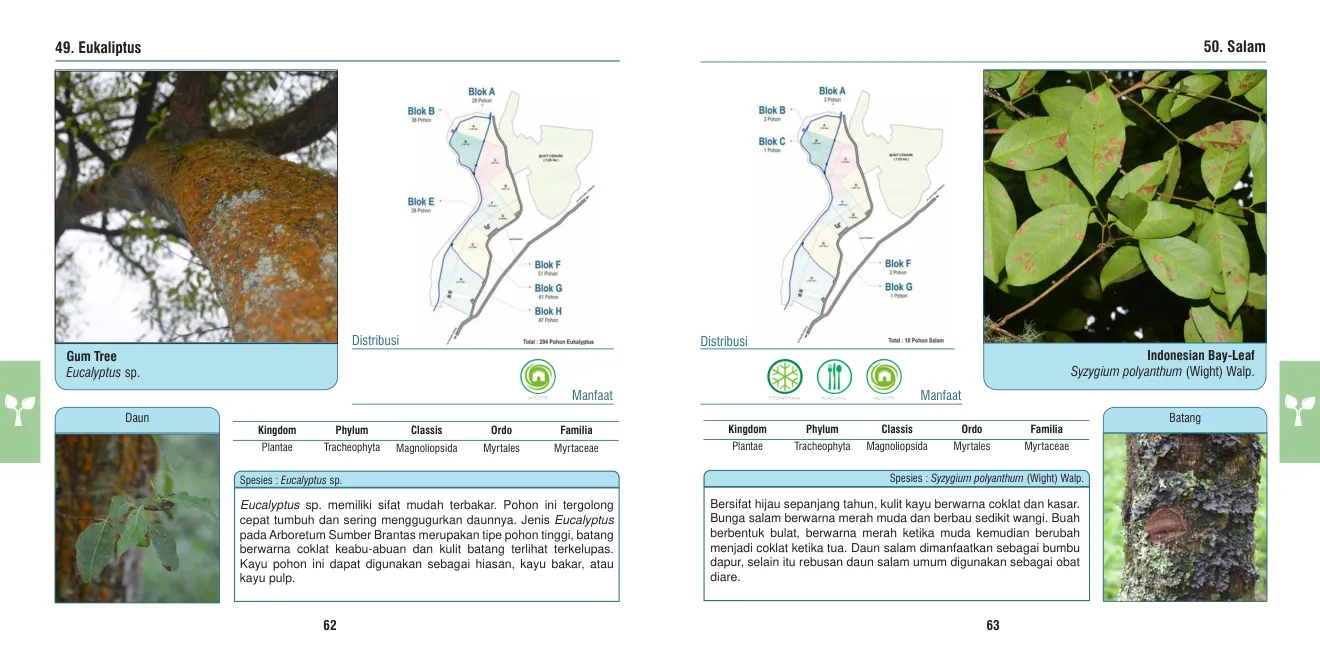 49. Eukaliptus
Blok A
29 Pohon
Blok B
38 Pohon
Blok E
28 Pohon
Blok F
51 Pohon
Blok G
61 Pohon
Blok H
87 Pohon
Distribusi
Total : 294 Pohon Eukalyptus
Gum Tree
Eucalyptus sp.
Manfaat
Daun
Kingdom Phylum Classis Ordo Familia
Plantae Tracheophyta Magnoliopsida Myrtales Myrtaceae
Spesies : Eukalyptus sp.
Eukalyptus sp. memiliki sifat mudah terbakar. Pohon ini tergolong
cepat tumbuh dan sering menggugurkan daunnya. Jenis Eukalyptus
pada Arboretum Sumber Brantas merupakan tipe pohon tinggi, batang
berwarna coklat keabu-abuan dan kulit batang terlihat terkelupas.
Kayu pohon ini dapat digunakan sebagai hiasan, kayu bakar, atau
kayu pulp.
62
50. Salam
Blok A
3 Pohon
Blok B
3 Pohon
Blok C
1 Pohon
Blok F
2 Pohon
Blok G
1 Pohon
Distribusi
Total : 10 Pohon Salam
Indonesian Bay-Leaf
Syzygium polyanthum (Wight) Walp.
Manfaat
Batang
Kingdom Phylum Classis Ordo Familia
Plantae Tracheophyta Magnoliopsida Myrtales Myrtaceae
Spesies : Syzygium polyanthum (Wight) Walp.
Bersifat hijau sepanjang tahun, kulit kayu berwarna coklat dan kasar.
Bunga salam berwarna merah muda dan berbau sedikit wangi. Buah
berbentuk bulat, berwarna merah ketika muda kemudian berubah
menjadi coklat ketika tua. Daun salam dimanfaatkan sebagai bumbu
dapur, selain itu rebusan daun salam umum digunakan sebagai obat
diare.
63